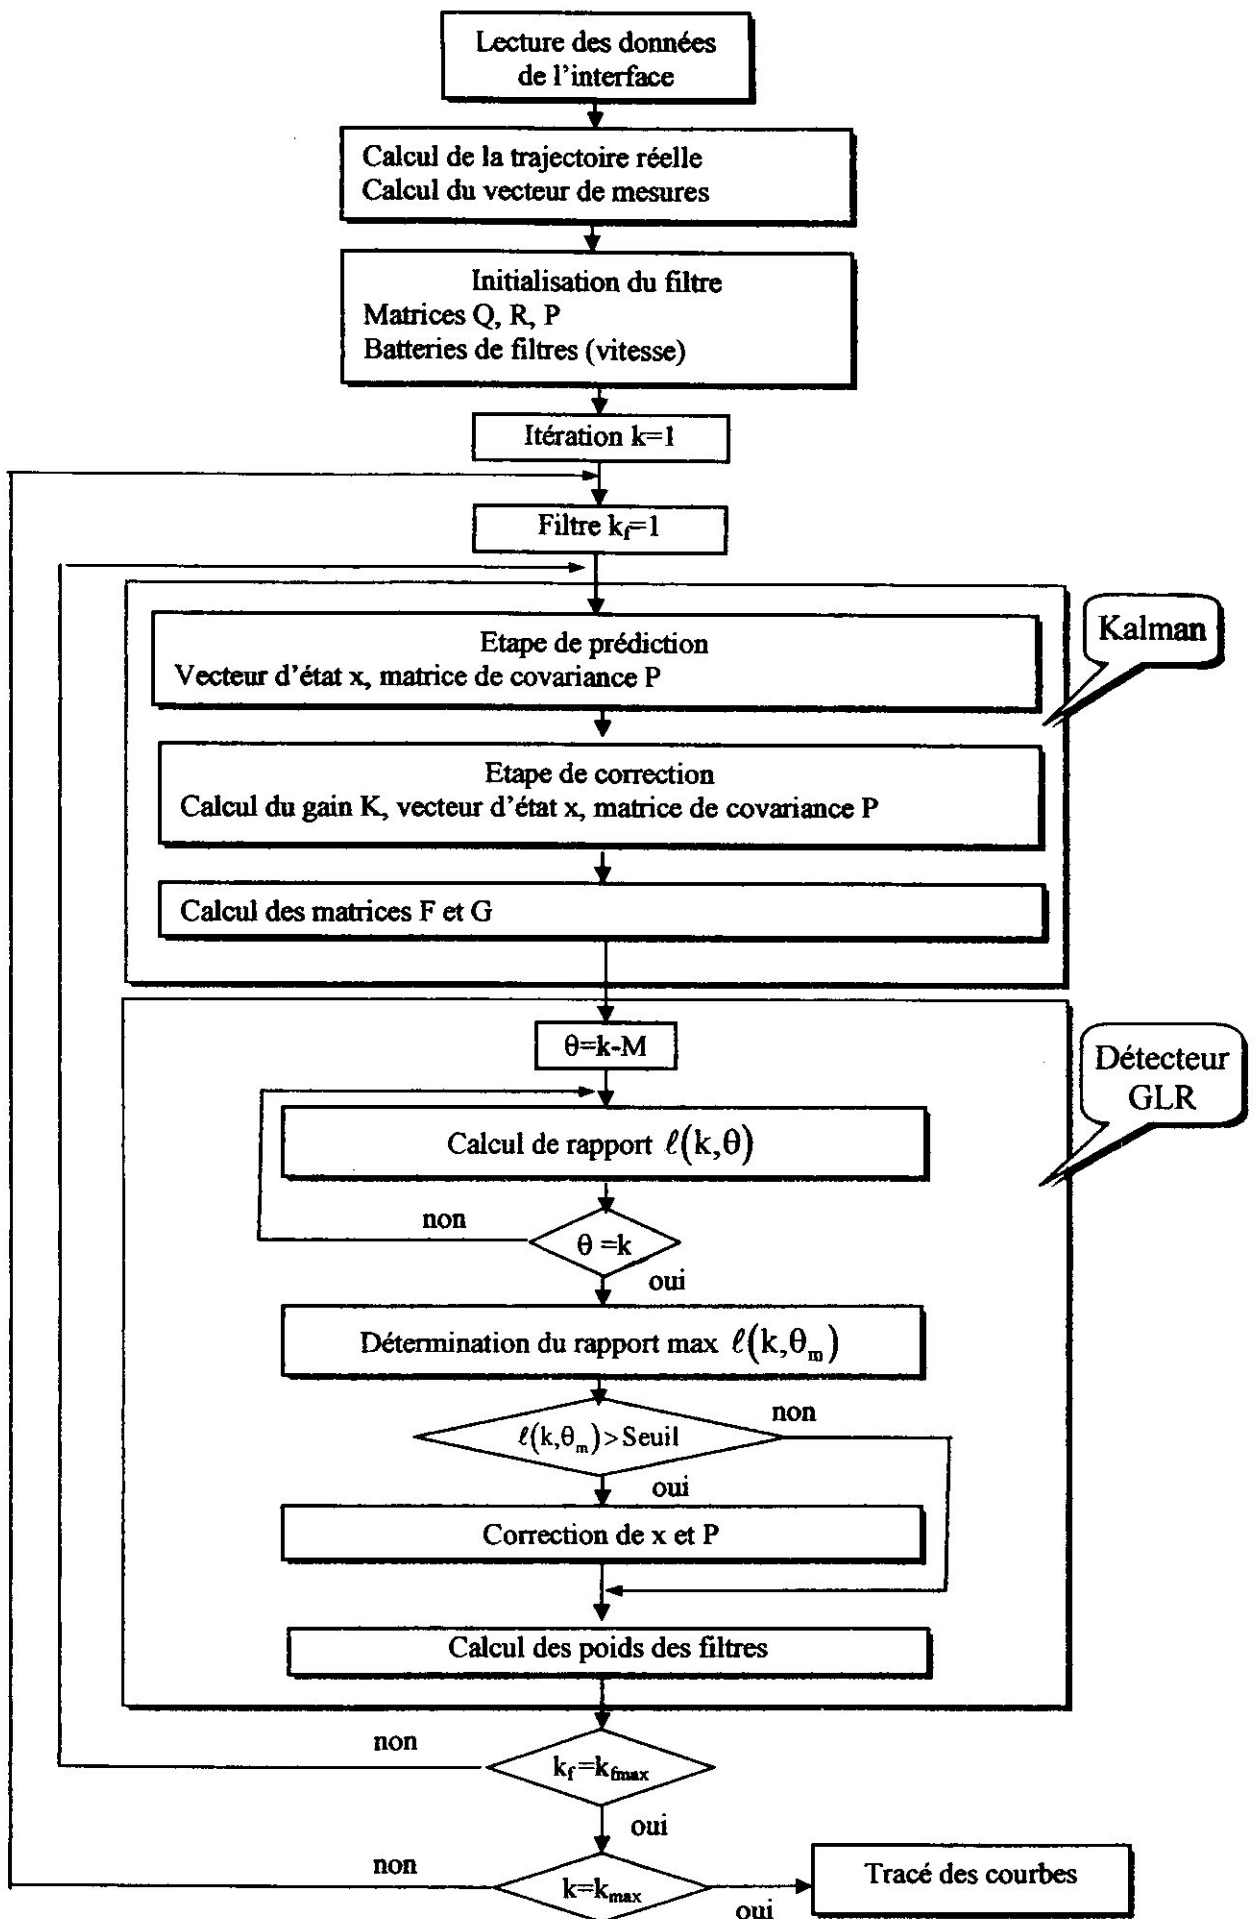 Lecture des données
de l'interface
Calcul de la trajectoire réelle
Calcul du vecteur de mesures
Initialisation du filtre
Matrices Q, R, P
Batteries de filtres (vitesse)
Itération k=1
Filtre k_f=1
Kalman
Etape de prédiction
Vecteur d'état x, matrice de covariance P
Etape de correction
Calcul du gain K, vecteur d'état x, matrice de covariance P
Calcul des matrices F et G
Détecteur
GLR
θ=k-M
Calcul de rapport ℓ(k,θ)
non
θ =k
oui
Détermination du rapport max ℓ(k,θ_m)
non
ℓ(k,θ_m)>Seuil
oui
Correction de x et P
Calcul des poids des filtres
non
k_f=k_fmax
oui
non
k=k_max
oui
Tracé des courbes